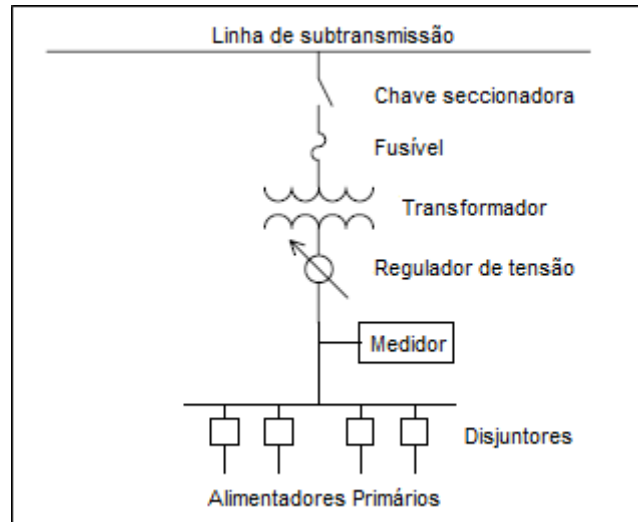 Linha de subtransmissão
Chave seccionadora
Fusível
Transformador
Regulador de tensão
Medidor
Disjuntores
Alimentadores Primários